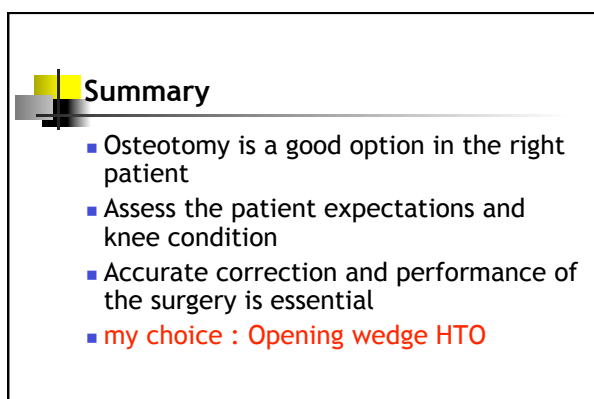 Summary
Osteotomy is a good option in the right
patient
Assess the patient expectations and
knee condition
Accurate correction and performance of
the surgery is essential
my choice : Opening wedge HTO